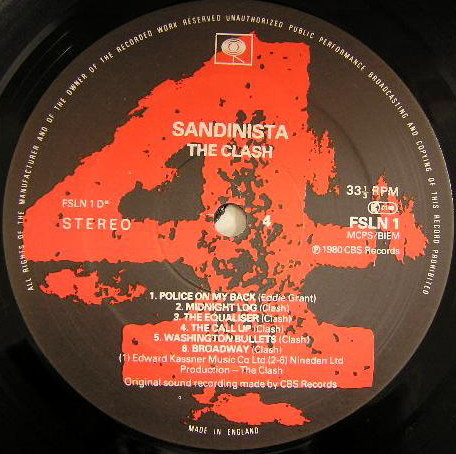 ALL RIGHTS OF THE MANUFACTURER AND OF THE OWNER OF THE RECORDED WORK RESERVED UNAUTHORIZED PUBLIC PERFORMANCE BROADCASTING AND COPYING OF THIS RECORD PROHIBITED
SANDINISTA
THE CLASH
FSLN 1 D*
STEREO
4
33⅓ RPM
FSLN 1
MCPS/BIEM
℗ 1980 CBS Records
1. POLICE ON MY BACK (Eddie Grant)
2. MIDNIGHT LOG (Clash)
3. THE EQUALISER (Clash)
4. THE CALL UP (Clash)
5. WASHINGTON BULLETS (Clash)
6. BROADWAY (Clash)
(1) Edward Kassner Music Co Ltd (2-6) Nineden Ltd
Production – The Clash
Original sound recording made by CBS Records
MADE IN ENGLAND